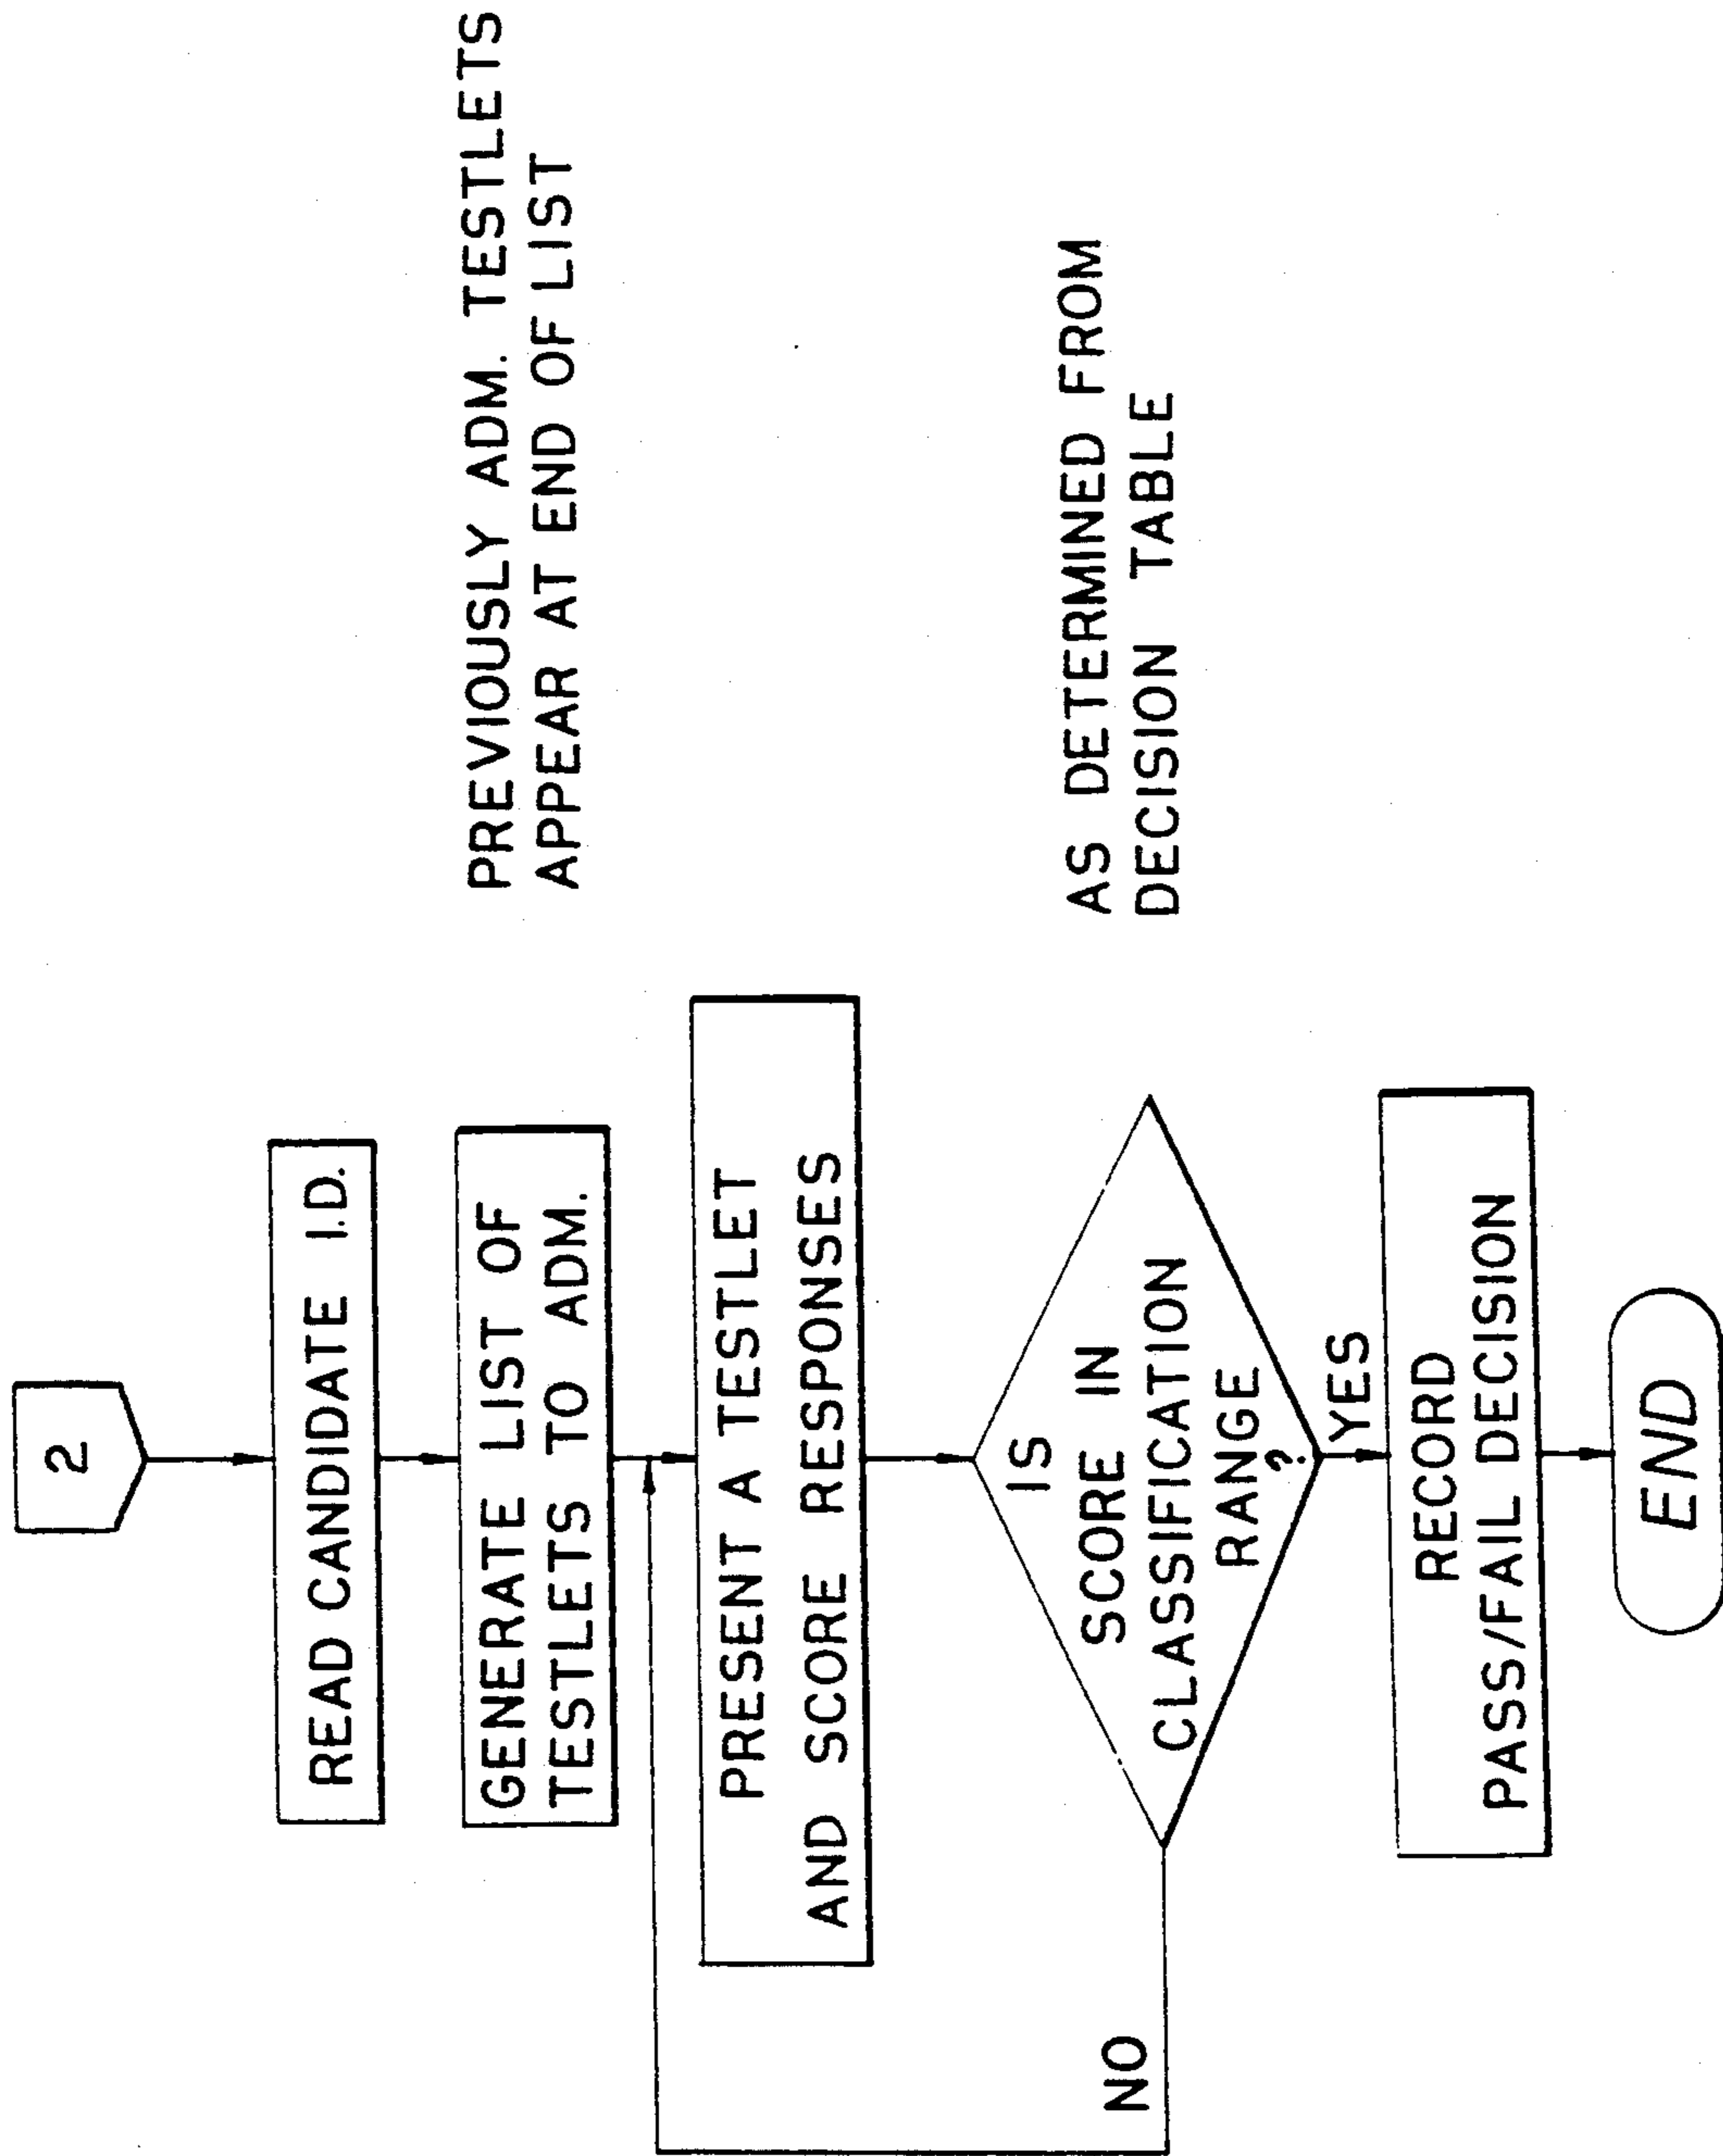 2
READ CANDIDATE I.D.
GENERATE LIST OF
TESTLETS TO ADM.
PREVIOUSLY ADM. TESTLETS
APPEAR AT END OF LIST
PRESENT A TESTLET
AND SCORE RESPONSES
IS
SCORE IN
CLASSIFICATION
RANGE
?
AS DETERMINED FROM
DECISION TABLE
NO
YES
RECORD
PASS/FAIL DECISION
END